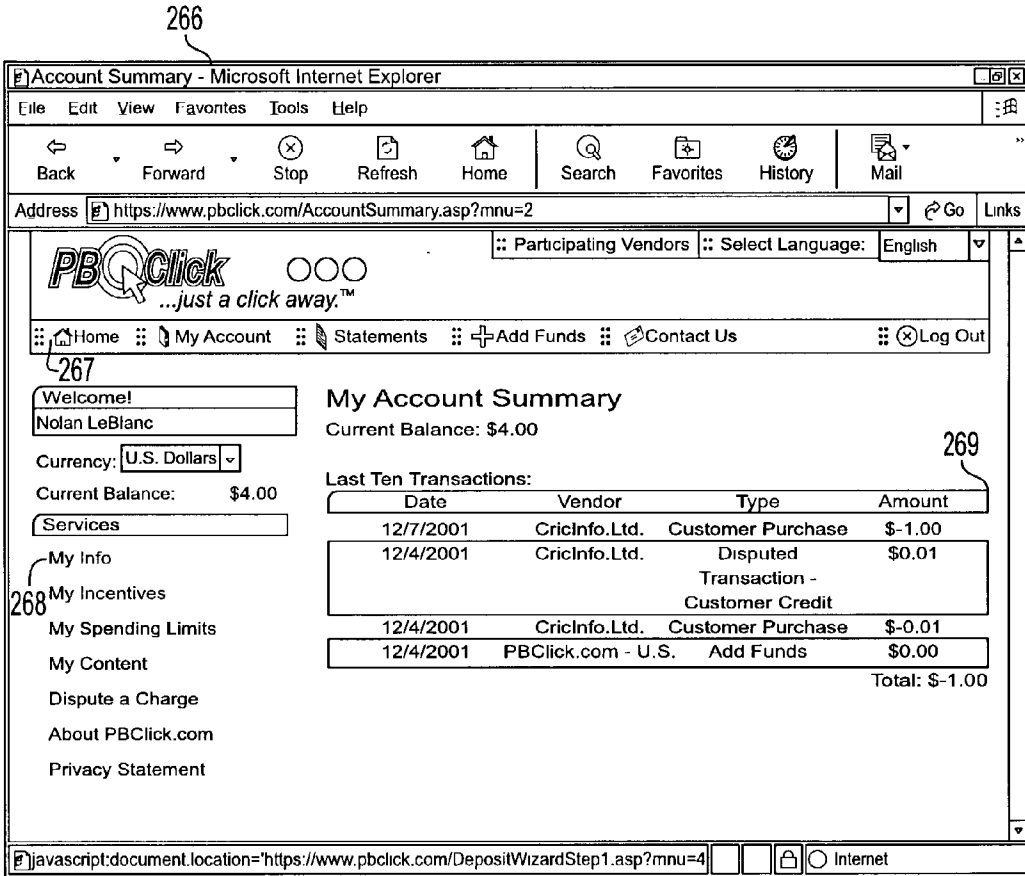 266
Account Summary - Microsoft Internet Explorer
File Edit View Favorites Tools Help
Back Forward Stop Refresh Home Search Favorites History Mail »
Address https://www.pbclick.com/AccountSummary.asp?mnu=2 Go Links
:: Participating Vendors :: Select Language: English
PB Click
...just a click away.™
Home My Account Statements Add Funds Contact Us Log Out
267
Welcome!
Nolan LeBlanc
Currency: U.S. Dollars
Current Balance: $4.00
Services
My Info
268
My Incentives
My Spending Limits
My Content
Dispute a Charge
About PBClick.com
Privacy Statement
My Account Summary
Current Balance: $4.00
269
Last Ten Transactions:
Date Vendor Type Amount
12/7/2001 CricInfo.Ltd. Customer Purchase $-1.00
12/4/2001 CricInfo.Ltd. Disputed $0.01
Transaction -
Customer Credit
12/4/2001 CricInfo.Ltd. Customer Purchase $-0.01
12/4/2001 PBClick.com - U.S. Add Funds $0.00
Total: $-1.00
javascript:document.location='https://www.pbclick.com/DepositWizardStep1.asp?mnu=4 Internet